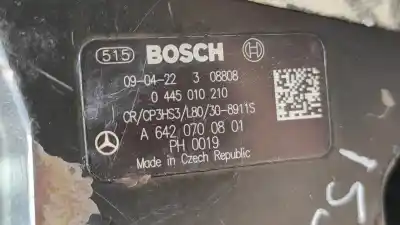 515 BOSCH
09-04-22 3 08808
0 445 010 210
CR/CP3HS3/L80/30-8911S
A 642 070 08 01
PH 0019
Made in Czech Republic